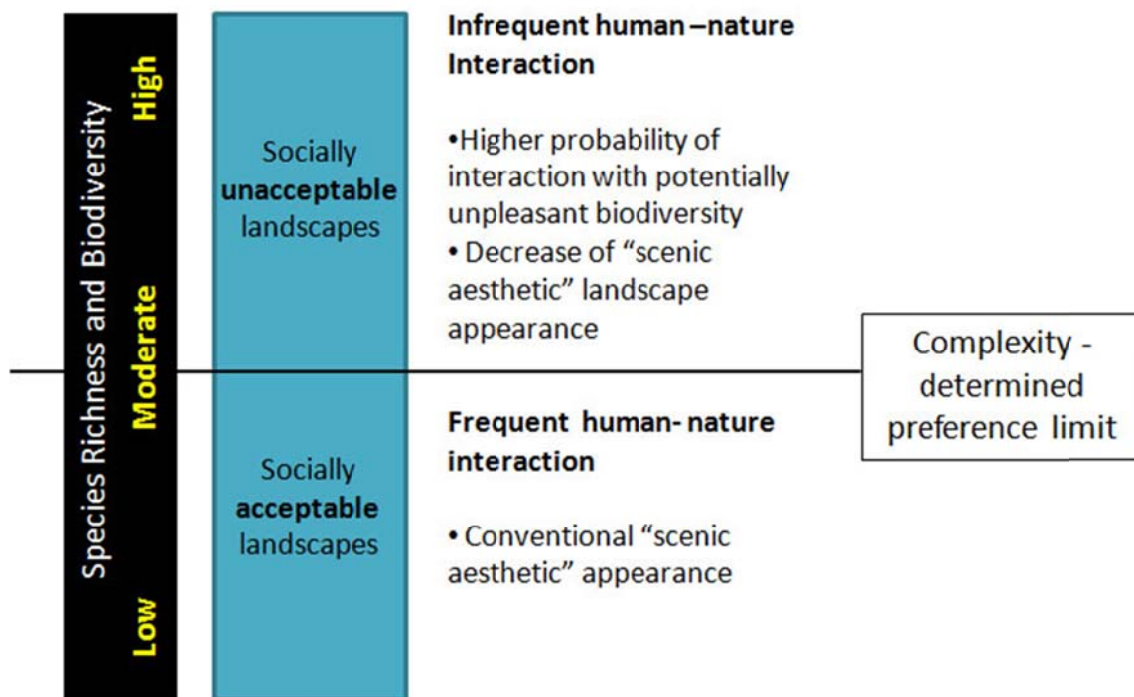 Species Richness and Biodiversity
High
Moderate
Low
Socially
unacceptable
landscapes
Socially
acceptable
landscapes
Infrequent human –nature
Interaction
•Higher probability of
interaction with potentially
unpleasant biodiversity
• Decrease of “scenic
aesthetic” landscape
appearance
Frequent human- nature
interaction
• Conventional “scenic
aesthetic” appearance
Complexity -
determined
preference limit